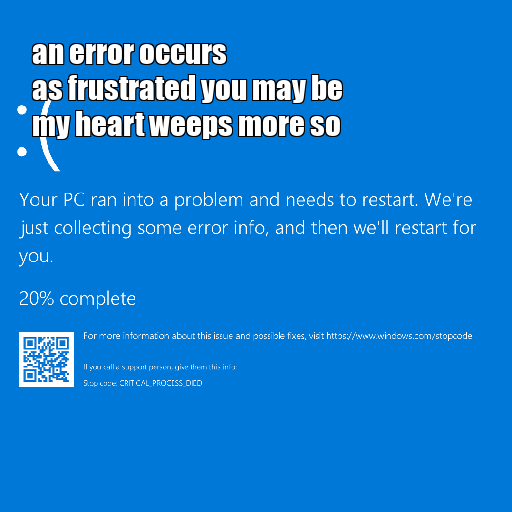 an error occurs
as frustrated you may be
my heart weeps more so
:(
Your PC ran into a problem and needs to restart. We're
just collecting some error info, and then we'll restart for
you.
20% complete
For more information about this issue and possible fixes, visit https://www.windows.com/stopcode
If you call a support person, give them this info:
Stop code: CRITICAL_PROCESS_DIED